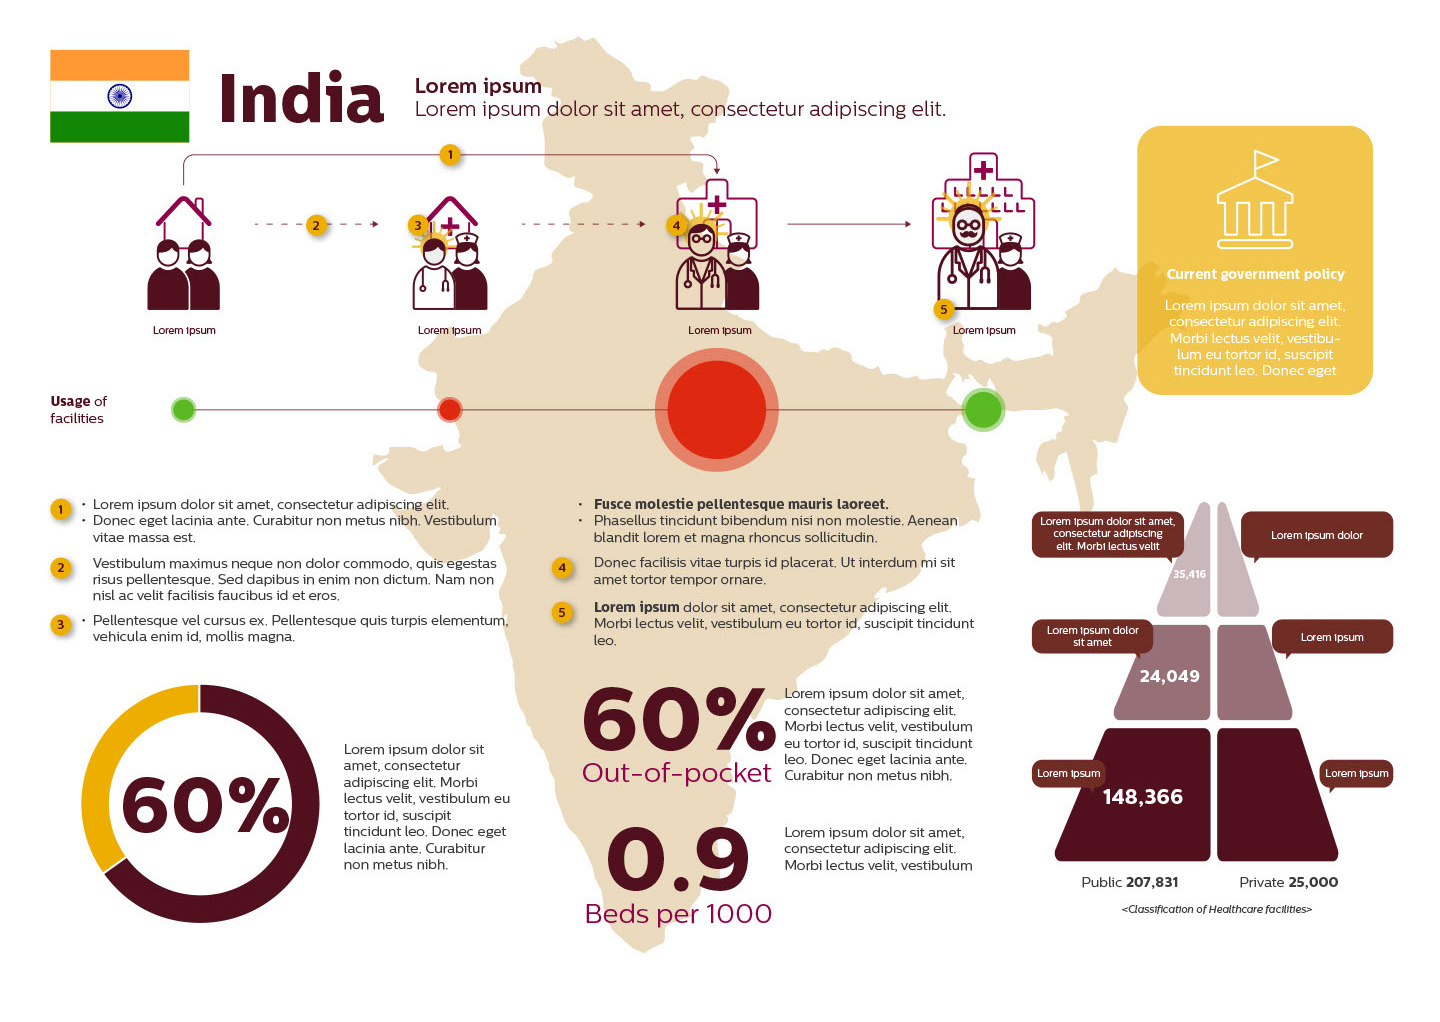 India
Lorem ipsum
Lorem ipsum dolor sit amet, consectetur adipiscing elit.
1
2
3
4
5
Lorem ipsum
Lorem ipsum
Lorem ipsum
Lorem ipsum
Current government policy
Lorem ipsum dolor sit amet,
consectetur adipiscing elit.
Morbi lectus velit, vestibu-
lum eu tortor id, suscipit
tincidunt leo. Donec eget
Usage of
facilities
1
• Lorem ipsum dolor sit amet, consectetur adipiscing elit.
• Donec eget lacinia ante. Curabitur non metus nibh. Vestibulum
vitae massa est.
2
Vestibulum maximus neque non dolor commodo, quis egestas
risus pellentesque. Sed dapibus in enim non dictum. Nam non
nisl ac velit facilisis faucibus id et eros.
3
• Pellentesque vel cursus ex. Pellentesque quis turpis elementum,
vehicula enim id, mollis magna.
• Fusce molestie pellentesque mauris laoreet.
• Phasellus tincidunt bibendum nisi non molestie. Aenean
blandit lorem et magna rhoncus sollicitudin.
4
Donec facilisis vitae turpis id placerat. Ut interdum mi sit
amet tortor tempor ornare.
5
Lorem ipsum dolor sit amet, consectetur adipiscing elit.
Morbi lectus velit, vestibulum eu tortor id, suscipit tincidunt
leo.
60%
Lorem ipsum dolor sit
amet, consectetur
adipiscing elit. Morbi
lectus velit, vestibulum eu
tortor id, suscipit
tincidunt leo. Donec eget
lacinia ante. Curabitur
non metus nibh.
60%
Out-of-pocket
Lorem ipsum dolor sit amet,
consectetur adipiscing elit.
Morbi lectus velit, vestibulum
eu tortor id, suscipit tincidunt
leo. Donec eget lacinia ante.
Curabitur non metus nibh.
0.9
Beds per 1000
Lorem ipsum dolor sit amet,
consectetur adipiscing elit.
Morbi lectus velit, vestibulum
Lorem ipsum dolor sit amet,
consectetur adipiscing
elit. Morbi lectus velit
Lorem ipsum dolor
35,416
Lorem ipsum dolor
sit amet
Lorem ipsum
24,049
Lorem ipsum
Lorem ipsum
148,366
Public 207,831
Private 25,000
<Classification of Healthcare facilities>